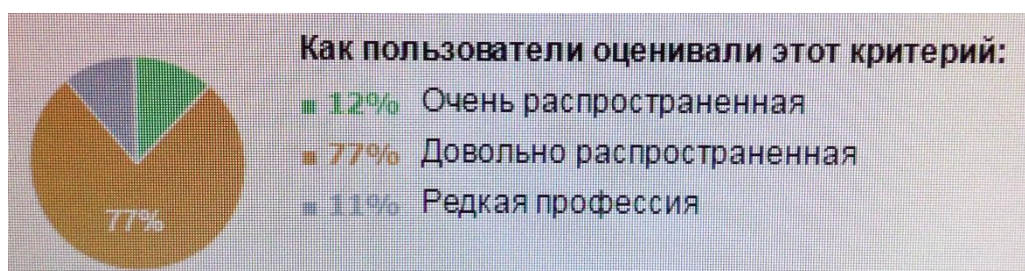 Как пользователи оценивали этот критерий:
12% Очень распространенная
77% Довольно распространенная
11% Редкая профессия
77%